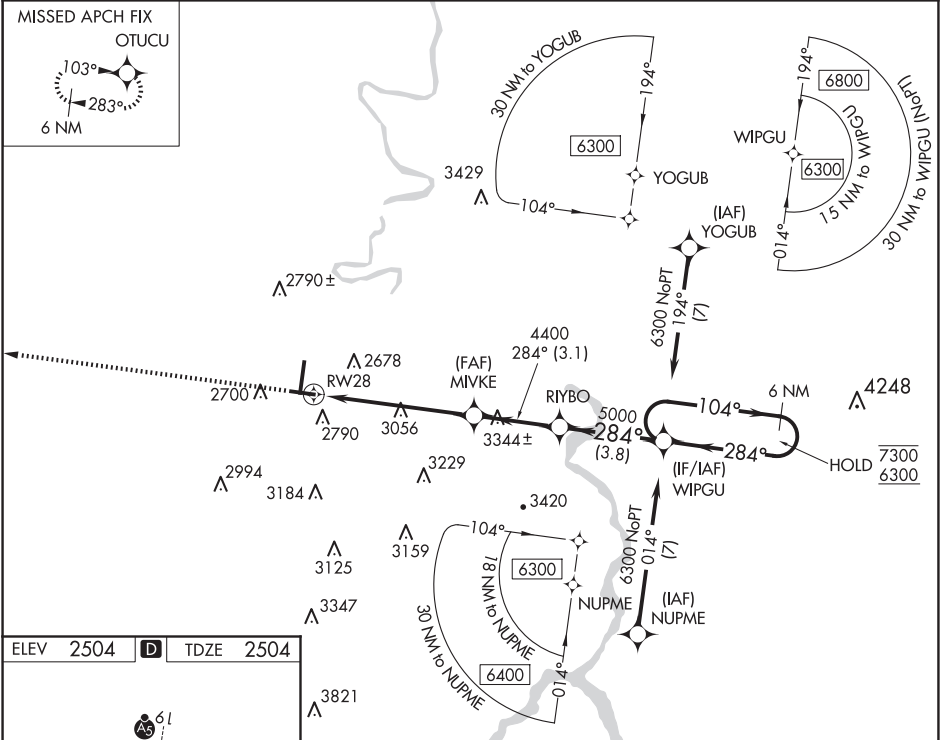 MISSED APCH FIX
OTUCU
103°
283°
6 NM
30 NM to YOGUB
194°
6300
YOGUB
104°
3429
194°
6800
WIPGU
6300
15 NM to WIPGU
30 NM to WIPGU (NoPT)
014°
(IAF)
YOGUB
6300 NoPT
194°
(7)
2790 ±
4400
284° (3.1)
(FAF)
MIVKE
2678
RW28
2700
2790
3056
3344 ±
RIYBO
5000
284°
(3.8)
104°
6 NM
4248
284°
HOLD
7300
6300
(IF/IAF)
WIPGU
2994
3184
3229
3420
3159
3125
3347
3821
104°
6300
18 NM to NUPME
NUPME
30 NM to NUPME
6400
014°
6300 NoPT
014°
(7)
(IAF)
NUPME
ELEV 2504 D TDZE 2504
A5